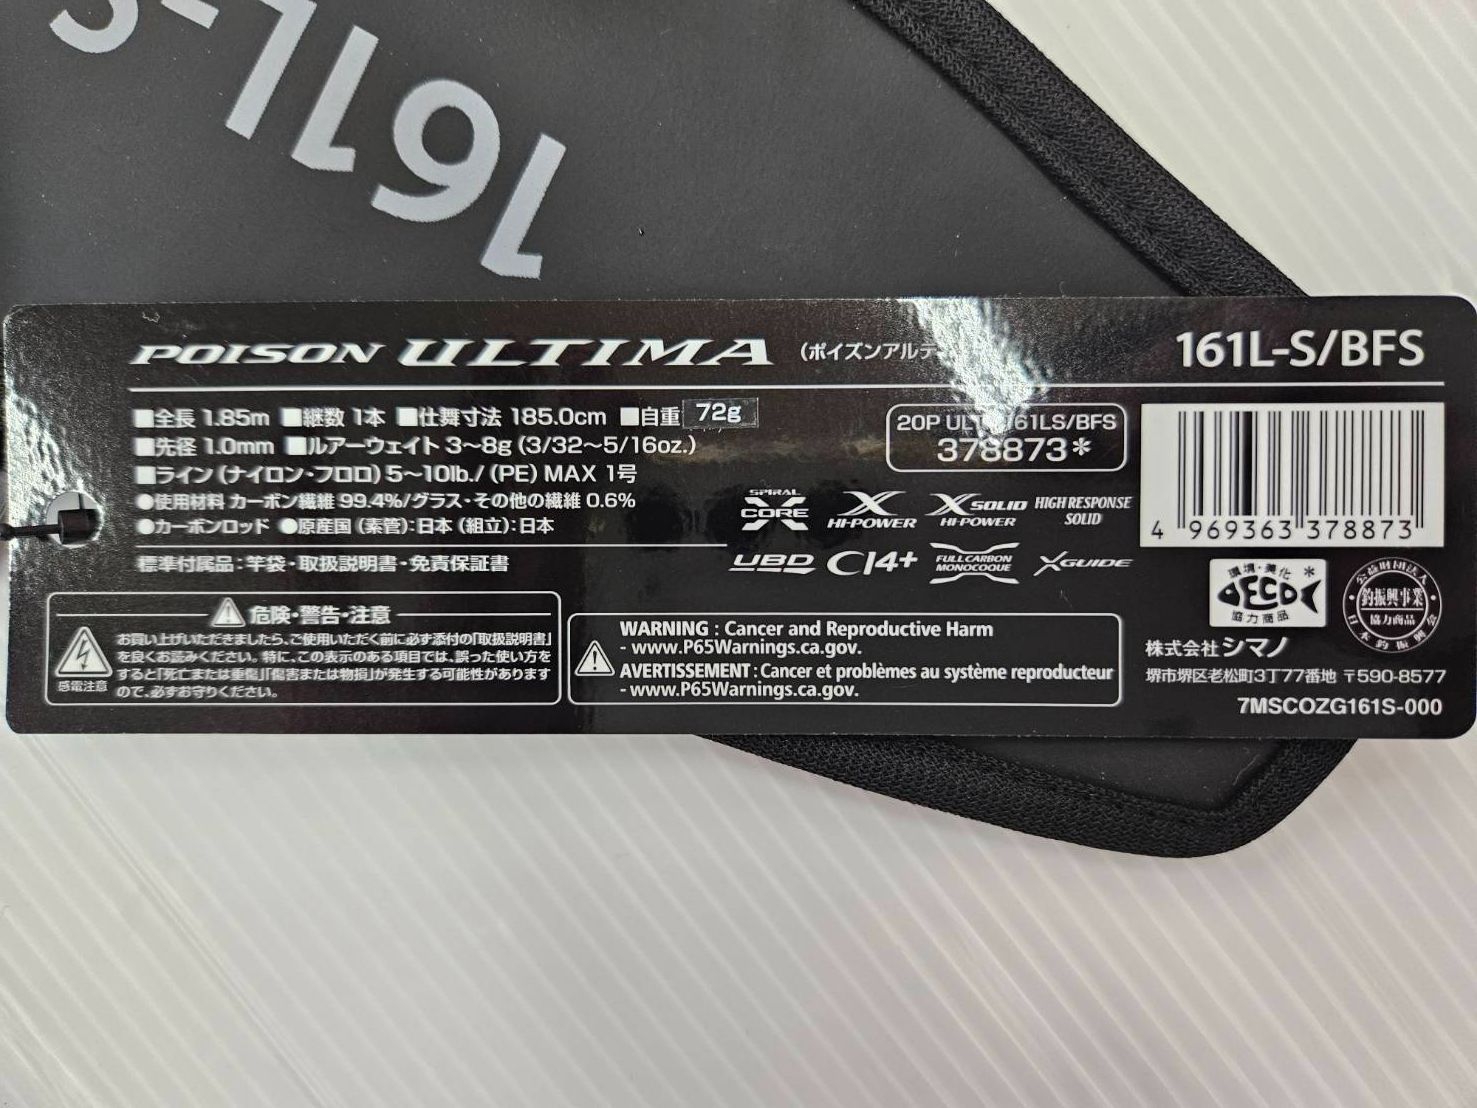 161L-S
POISON ULTIMA (ポイズンアルテ 161L-S/BFS
■全長 1.85m ■継数 1本 ■仕舞寸法 185.0cm ■自重 72g
■先径 1.0mm ■ルアーウェイト 3〜8g (3/32〜5/16oz.)
■ライン (ナイロン・フロロ) 5〜10lb./ (PE) MAX 1号
●使用材料 カーボン繊維 99.4%/グラス・その他の繊維 0.6%
●カーボンロッド ●原産国 (素管):日本 (組立):日本
標準付属品:竿袋・取扱説明書・免責保証書
20P ULT 161LS/BFS
378873*
SPIRAL X CORE X HI-POWER X SOLID HI-POWER HIGH RESPONSE SOLID
UBD CI4+ FULL CARBON MONOCOQUE X GUIDE
4 969363 378873
環境・美化 *
ECO
協力商品
公益財団法人
釣振興事業
協力商品
日本釣振興会
危険・警告・注意
お買い上げいただきましたら、ご使用いただく前に必ず添付の「取扱説明書」
を良くお読みください。特に、この表示のある項目では、誤った使い方を
すると「死亡または重傷」「傷害または物損」が発生する可能性があります
ので、必ずお守りください。
感電注意
WARNING : Cancer and Reproductive Harm
- www.P65Warnings.ca.gov.
AVERTISSEMENT : Cancer et problèmes au système reproducteur
- www.P65Warnings.ca.gov.
株式会社シマノ
堺市堺区老松町3丁77番地 〒590-8577
7MSCOZG161S-000